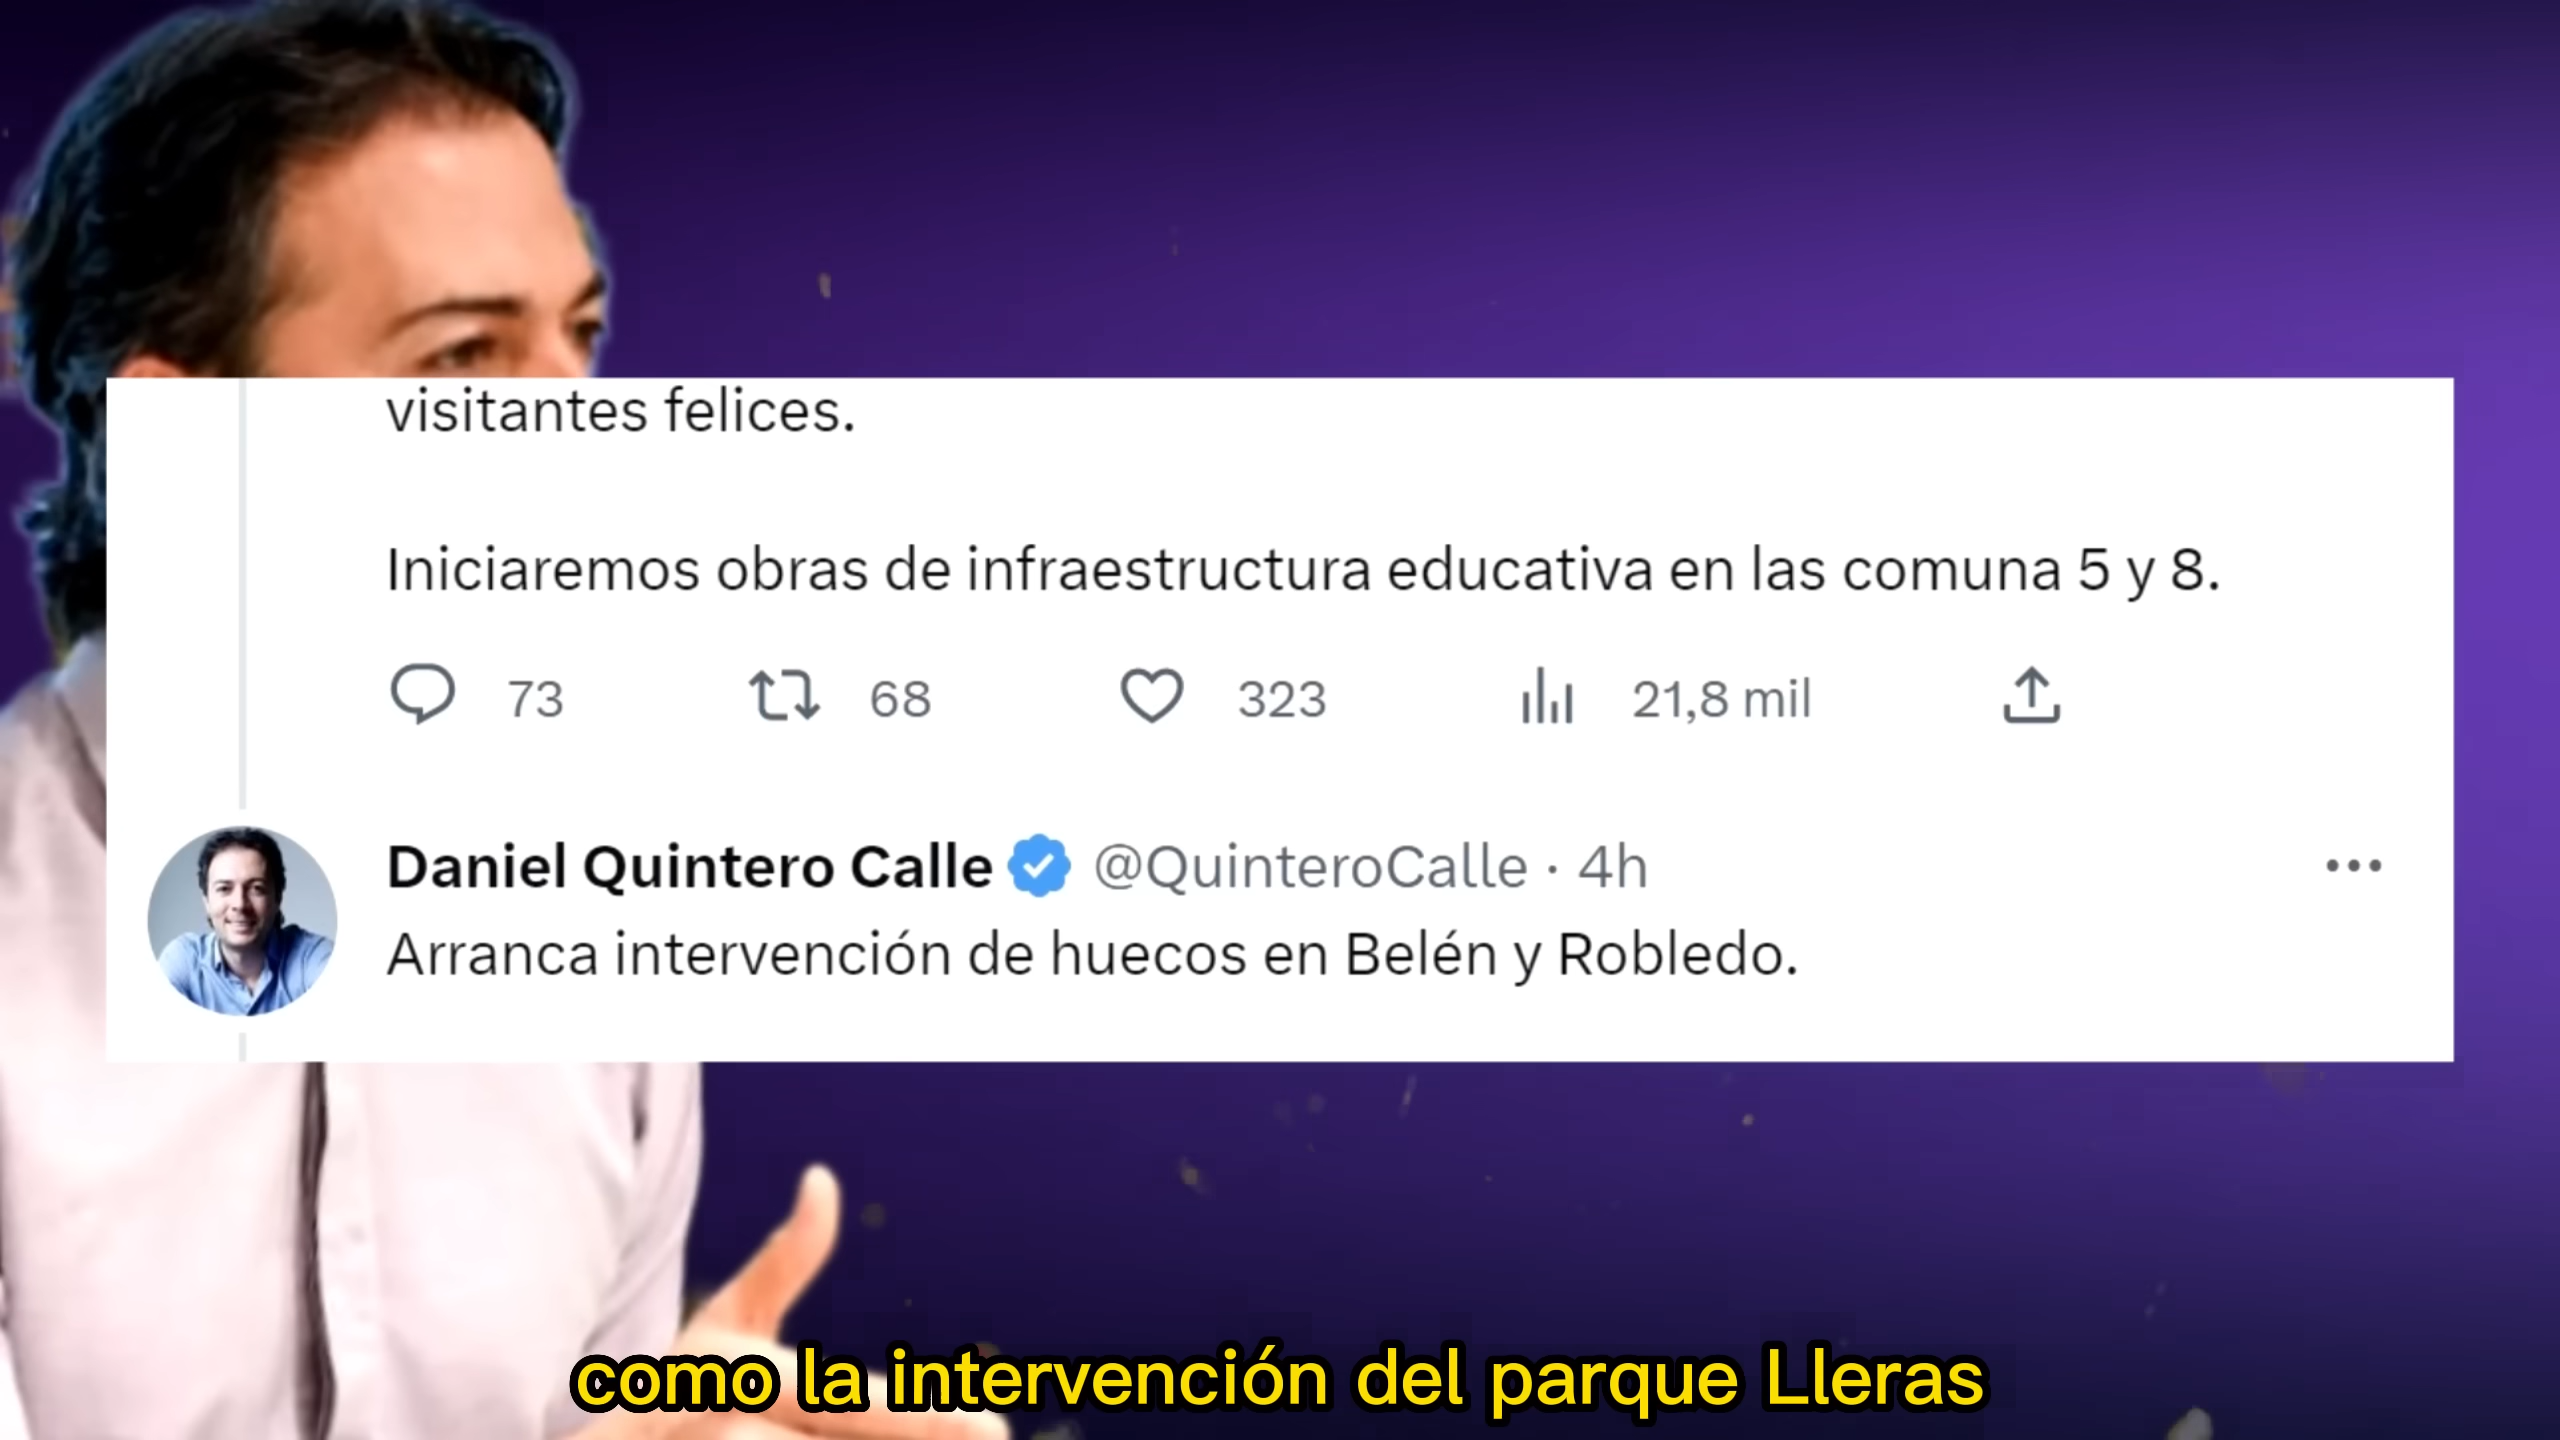 visitantes felices.
Iniciaremos obras de infraestructura educativa en las comuna 5 y 8.
73 68 323 21,8 mil
Daniel Quintero Calle @QuinteroCalle · 4h
Arranca intervención de huecos en Belén y Robledo.
como la intervención del parque Lleras